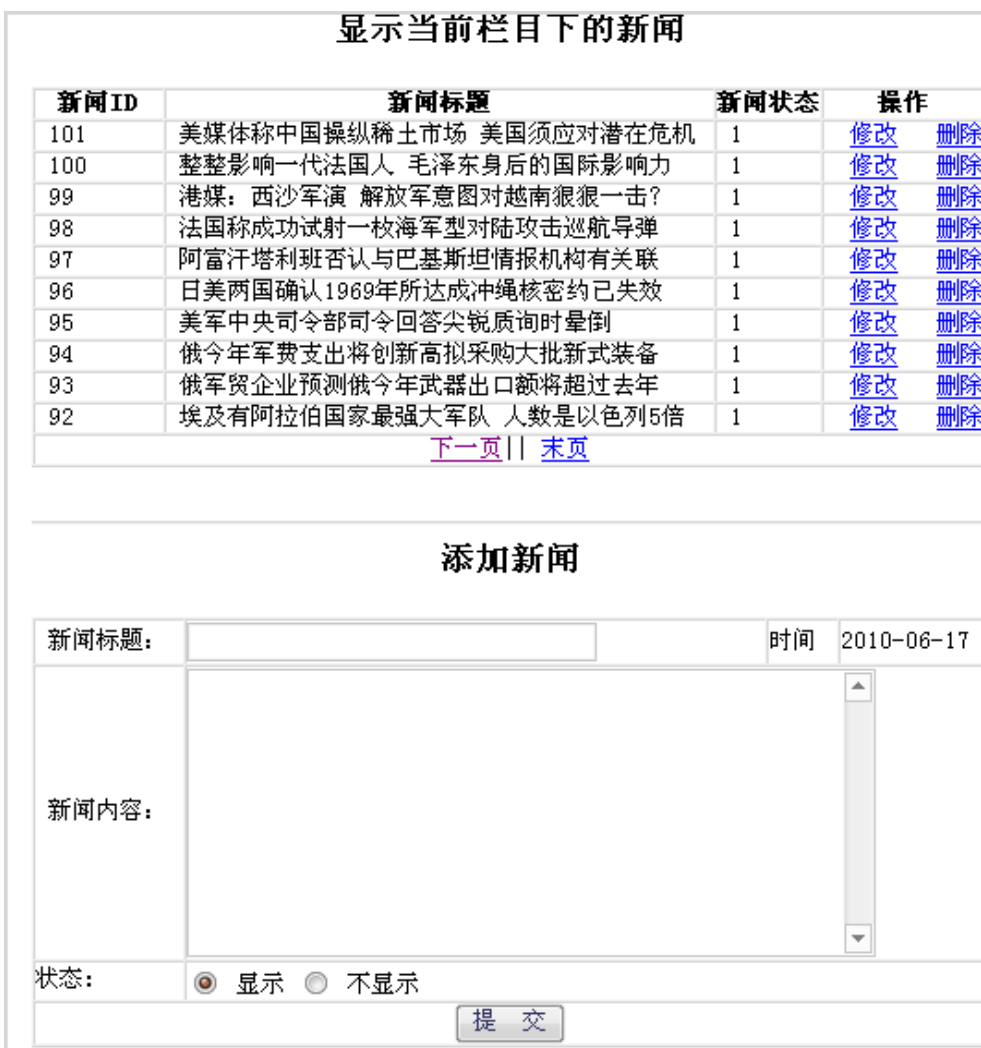 显示当前栏目下的新闻
新闻ID 新闻标题 新闻状态 操作
101 美媒体称中国操纵稀土市场 美国须应对潜在危机 1 修改 删除
100 整整影响一代法国人 毛泽东身后的国际影响力 1 修改 删除
99 港媒：西沙军演 解放军意图对越南狠狠一击？ 1 修改 删除
98 法国称成功试射一枚海军型对陆攻击巡航导弹 1 修改 删除
97 阿富汗塔利班否认与巴基斯坦情报机构有关联 1 修改 删除
96 日美两国确认1969年所达成冲绳核密约已失效 1 修改 删除
95 美军中央司令部司令回答尖锐质询时晕倒 1 修改 删除
94 俄今年军费支出将创新高拟采购大批新式装备 1 修改 删除
93 俄军贸企业预测俄今年武器出口额将超过去年 1 修改 删除
92 埃及有阿拉伯国家最强大军队 人数是以色列5倍 1 修改 删除
下一页|| 末页
添加新闻
新闻标题： 时间 2010-06-17
新闻内容：
状态： 显示 不显示
提 交